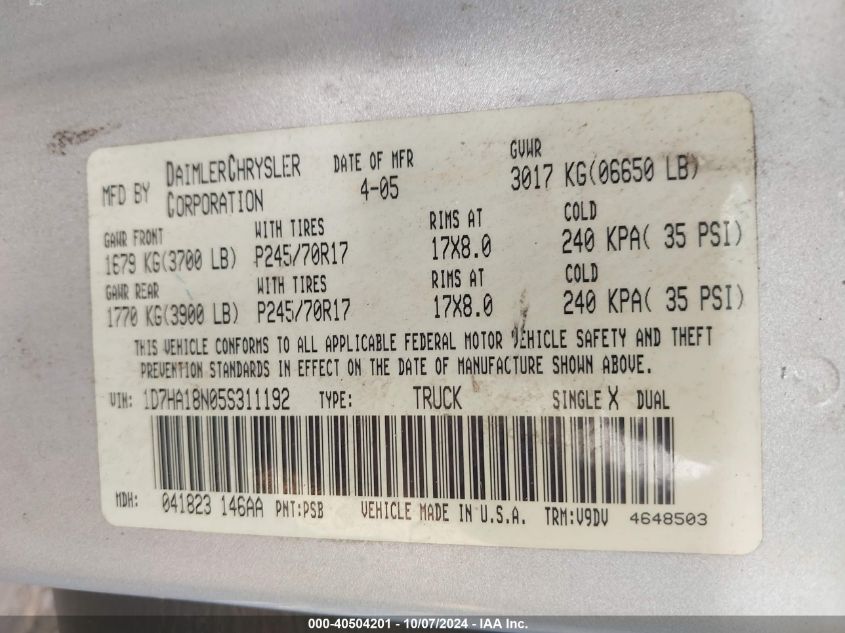 MFD BY DAIMLERCHRYSLER CORPORATION DATE OF MFR 4-05 GVWR 3017 KG(06650 LB)
GAWR FRONT WITH TIRES RIMS AT COLD
1679 KG(3700 LB) P245/70R17 17X8.0 240 KPA( 35 PSI)
GAWR REAR WITH TIRES RIMS AT COLD
1770 KG(3900 LB) P245/70R17 17X8.0 240 KPA( 35 PSI)
THIS VEHICLE CONFORMS TO ALL APPLICABLE FEDERAL MOTOR VEHICLE SAFETY AND THEFT
PREVENTION STANDARDS IN EFFECT ON THE DATE OF MANUFACTURE SHOWN ABOVE.
VIN: 1D7HA18N05S311192 TYPE: TRUCK SINGLE X DUAL
MDH: 041823 146AA PNT:PSB VEHICLE MADE IN U.S.A. TRM:V9DV 4648503
000-40504201 - 10/07/2024 - IAA Inc.